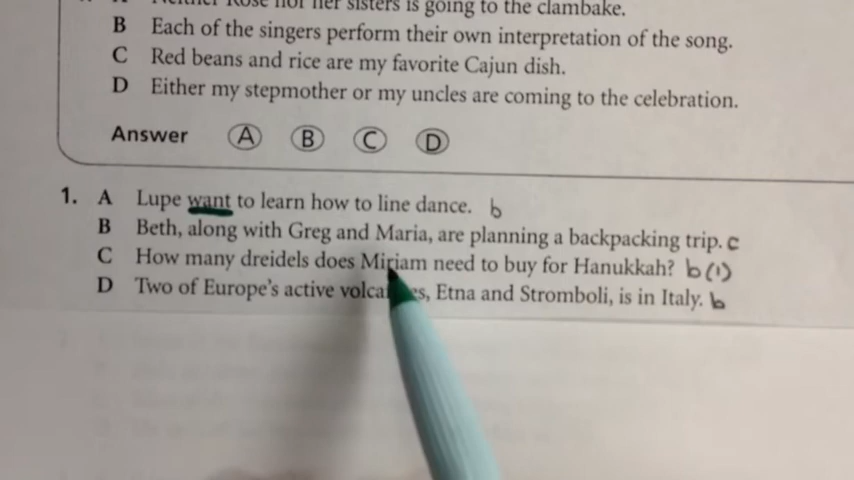 Neither Rose nor her sisters is going to the clambake.
B Each of the singers perform their own interpretation of the song.
C Red beans and rice are my favorite Cajun dish.
D Either my stepmother or my uncles are coming to the celebration.
Answer A B C D
1. A Lupe want to learn how to line dance. b
B Beth, along with Greg and Maria, are planning a backpacking trip. c
C How many dreidels does Miriam need to buy for Hanukkah? b (1)
D Two of Europe's active volcanoes, Etna and Stromboli, is in Italy. b